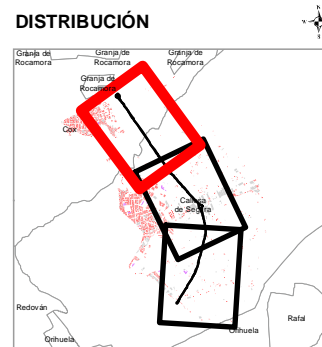 DISTRIBUCIÓN
Granja de
Rocamora
Granja de
Rocamora
Granja de
Rocamora
Granja de
Rocamora
Cox
Callosa
de Segura
Redován
Orihuela
Orihuela
Rafal